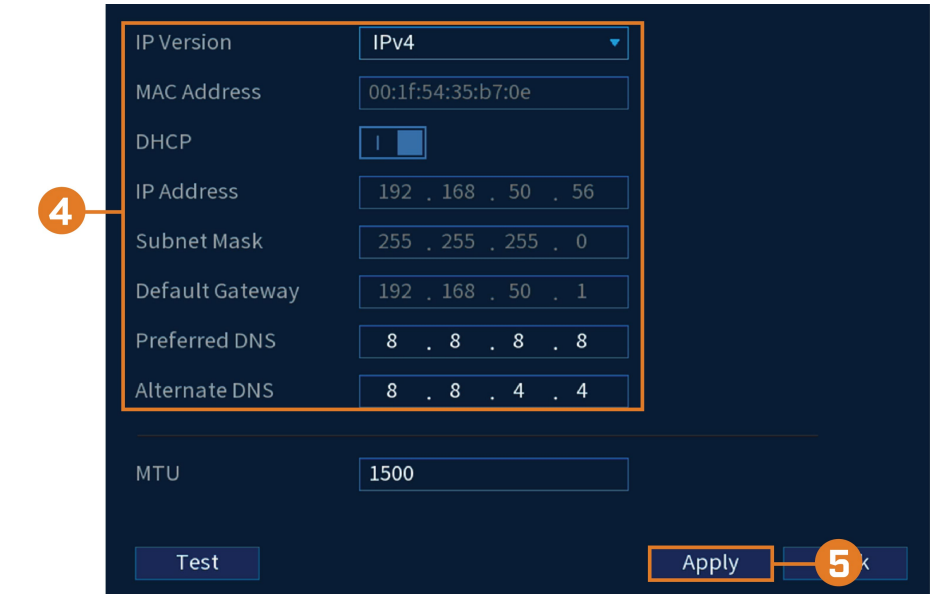 IP Version IPv4
MAC Address 00:1f:54:35:b7:0e
DHCP
4
IP Address 192 . 168 . 50 . 56
Subnet Mask 255 . 255 . 255 . 0
Default Gateway 192 . 168 . 50 . 1
Preferred DNS 8 . 8 . 8 . 8
Alternate DNS 8 . 8 . 4 . 4
MTU 1500
Test Apply 5 k